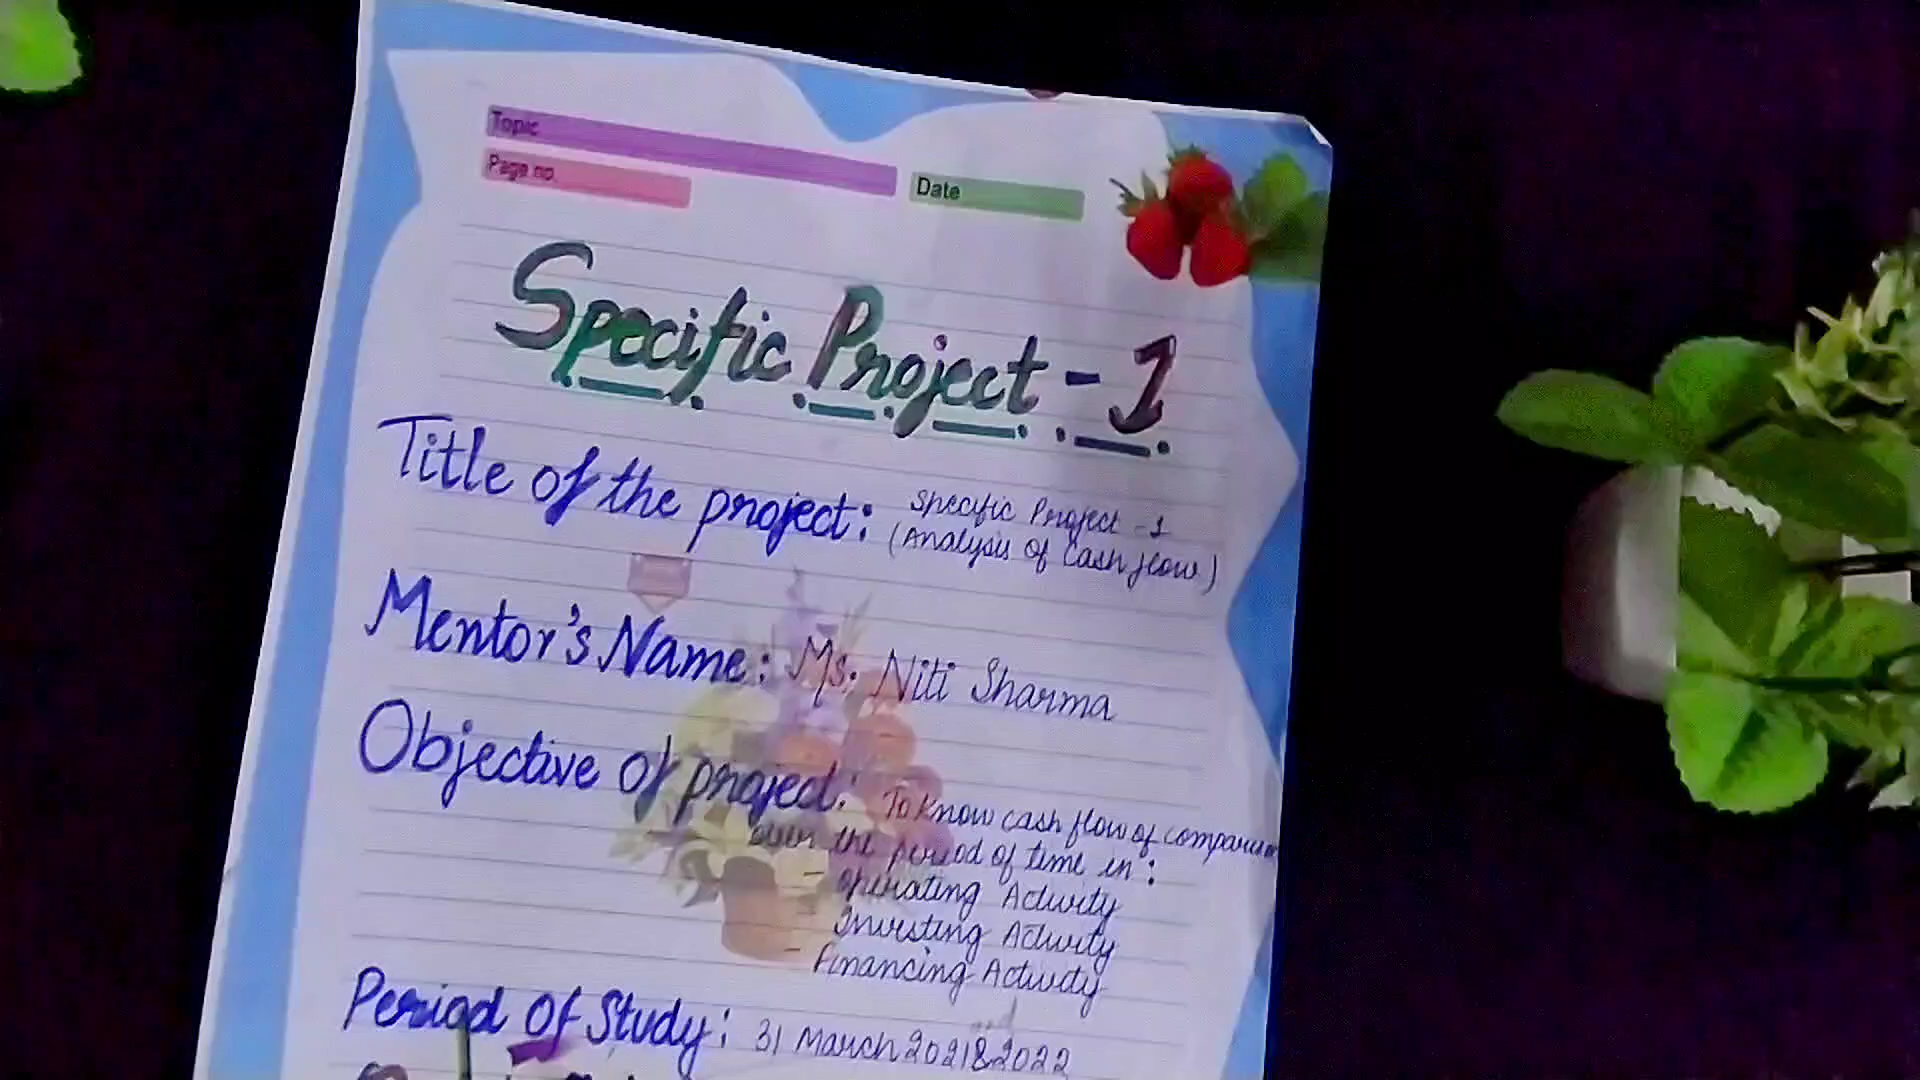 Topic
Page no.
Date
Specific Project - 1
Title of the project: Specific Project - 1
(Analysis of Cash flow)
Mentor's Name: Ms. Niti Sharma
Objective of project: To know cash flow of
over the period of time in:
- Operating Activity
- Investing Activity
- Financing Activity
Period of Study: 31 March 2021&2022